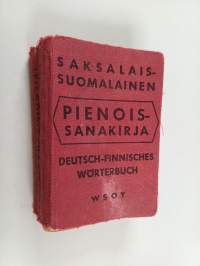 SAKSALAIS-
SUOMALAINEN
PIENOIS-
SANAKIRJA
DEUTSCH-FINNISCHES
WÖRTERBUCH
WSOY